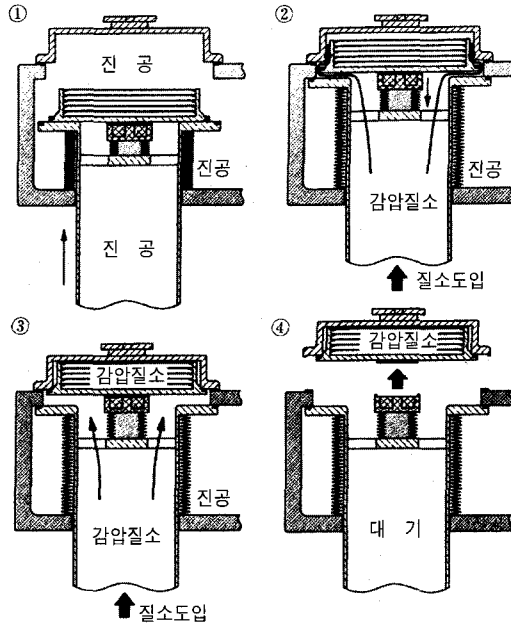 ①
진 공
진공
진 공
②
감압질소
진공
질소도입
③
감압질소
감압질소
진공
질소도입
④
감압질소
대 기